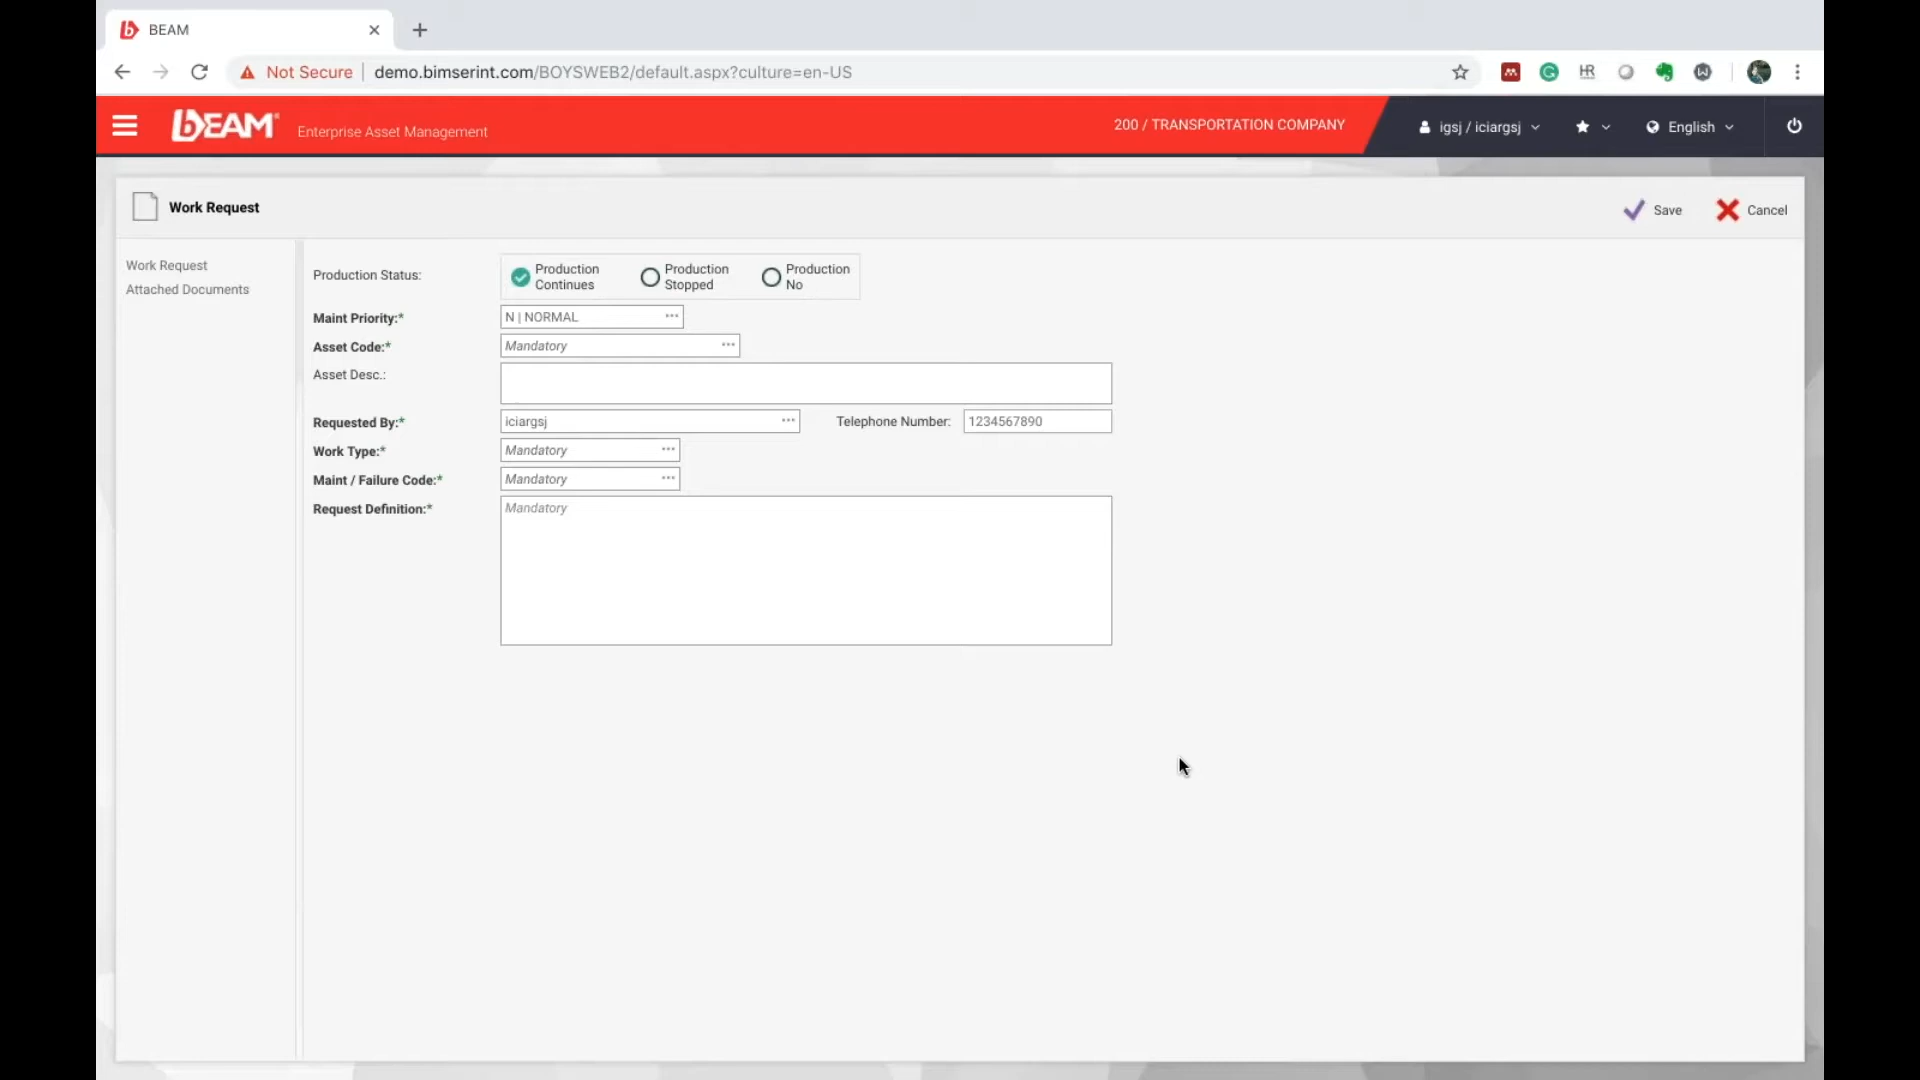 BEAM
Not Secure demo.bimserint.com/BOYSWEB2/default.aspx?culture=en-US
bEAM Enterprise Asset Management 200 / TRANSPORTATION COMPANY igsj / iciargsj English
Work Request Save Cancel
Work Request
Attached Documents
Production Status: Production Continues Production Stopped Production No
Maint Priority:* N | NORMAL ...
Asset Code:* Mandatory ...
Asset Desc.:
Requested By:* iciargsj ... Telephone Number: 1234567890
Work Type:* Mandatory ...
Maint / Failure Code:* Mandatory ...
Request Definition:* Mandatory